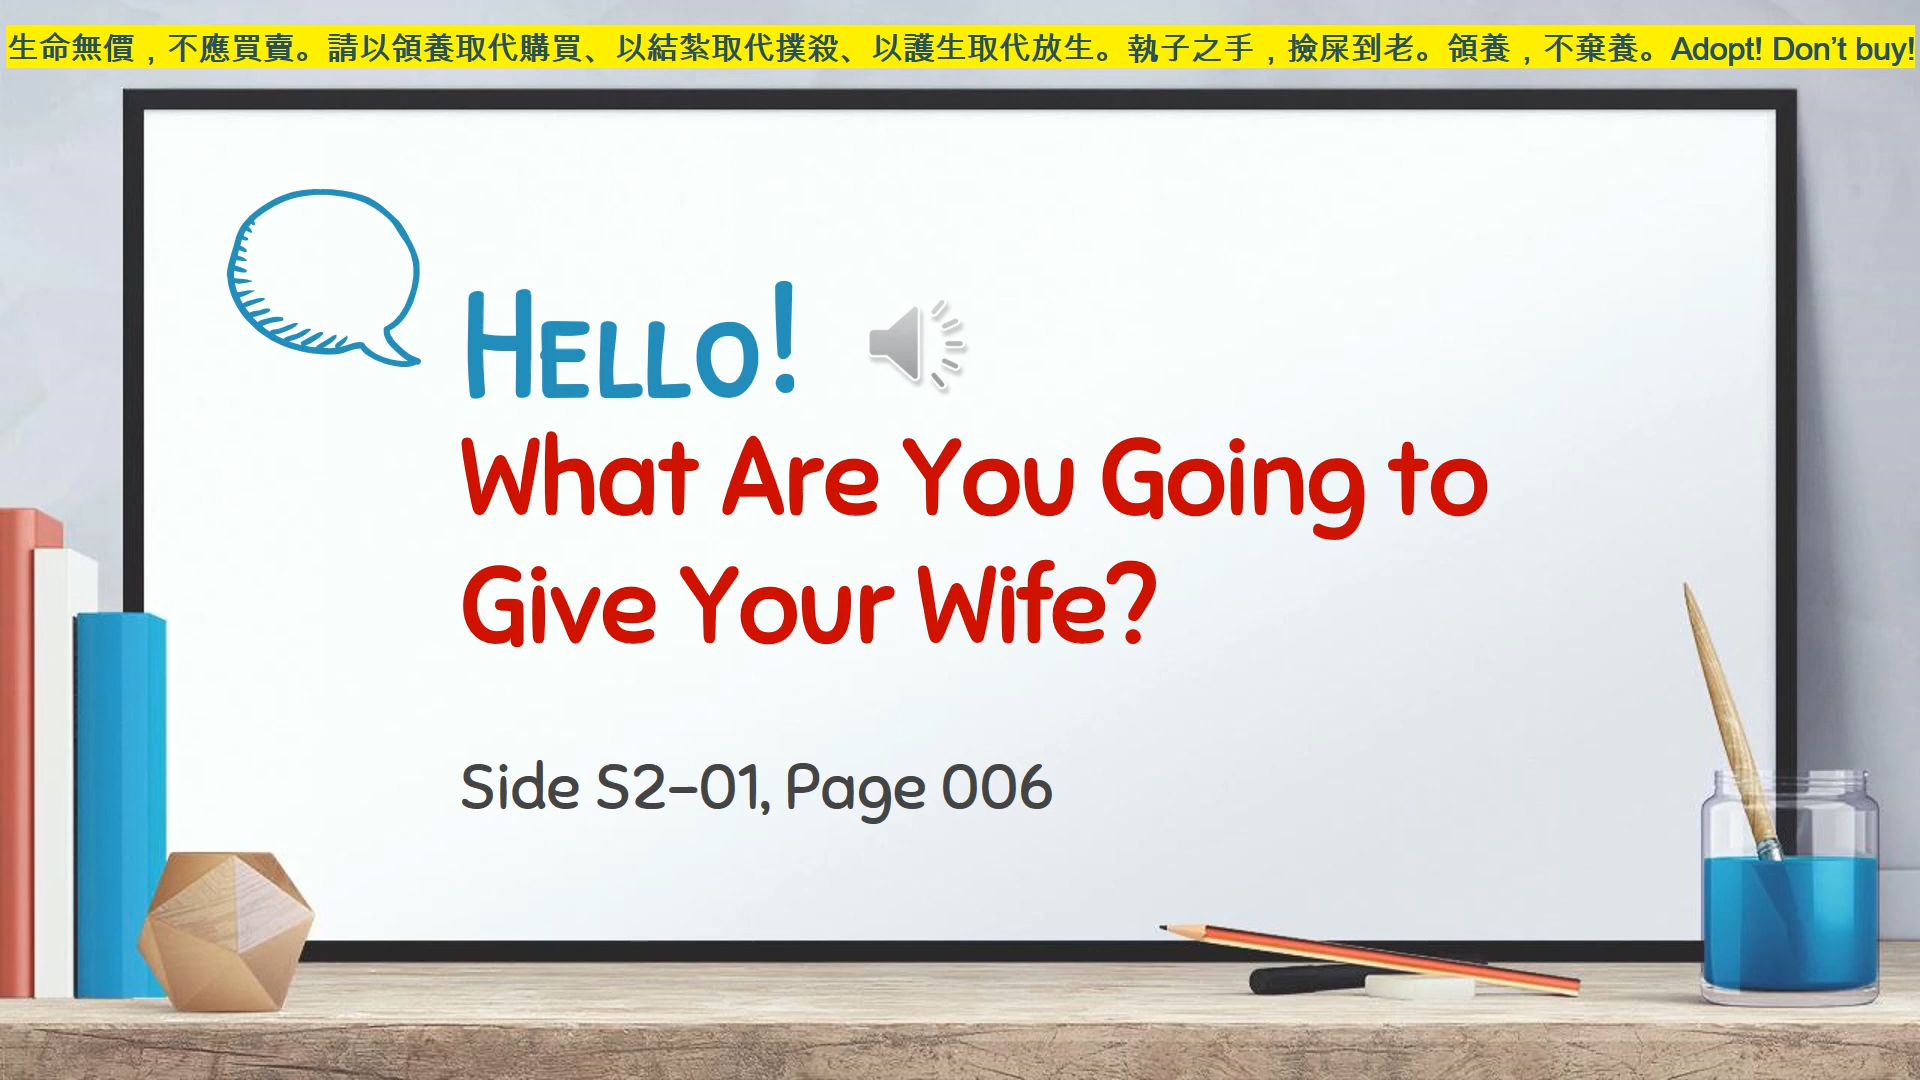 生命無價，不應買賣。請以領養取代購買、以結紮取代撲殺、以護生取代放生。執子之手，撿屎到老。領養，不棄養。Adopt! Don’t buy!
HELLO!
What Are You Going to
Give Your Wife?
Side S2-01, Page 006